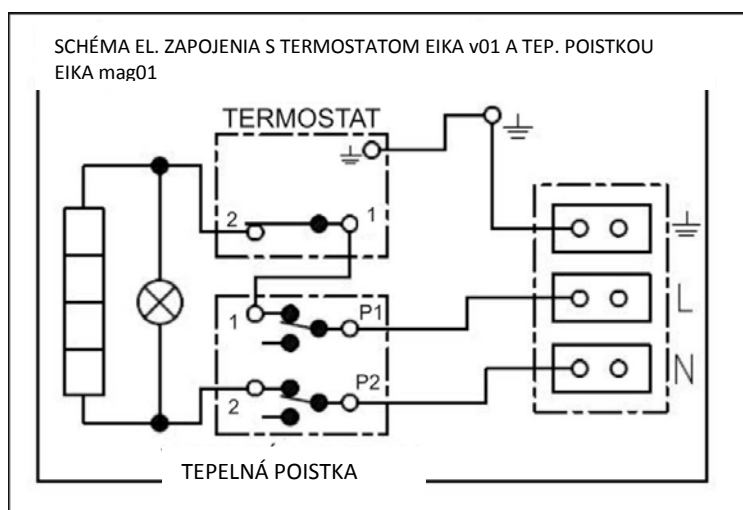 SCHÉMA EL. ZAPOJENIA S TERMOSTATOM EIKA v01 A TEP. POISTKOU
EIKA mag01
TERMOSTAT
2
1
1
P1
L
2
P2
N
TEPELNÁ POISTKA